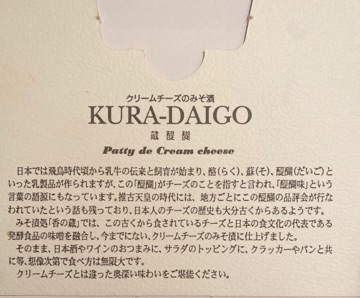 クリームチーズのみそ漬
KURA-DAIGO
蔵醍醐
Patty de Cream cheese
日本では飛鳥時代頃から乳牛の伝来と飼育が始まり、酪(らく)、蘇(そ)、醍醐(だいご)と
いった乳製品が作られますが、この「醍醐」がチーズのことを指すと言われ、「醍醐味」という
言葉の語源にもなっています。推古天皇の時代には、地方ごとにこの醍醐の品評会が行な
われていたという話も残っており、日本人のチーズの歴史も大分古くからあるようです。
みそ漬処「香の蔵」では、この古くから食されているチーズと日本の食文化の代表である
発酵食品の味噌を融合し、今までにない、クリームチーズのみそ漬に仕上げました。
そのまま、日本酒やワインのおつまみに、サラダのトッピングに、クラッカーやパンと共
に等、想像次第で食べ方は無限大です。
クリームチーズとは違った奥深い味わいをご堪能ください。